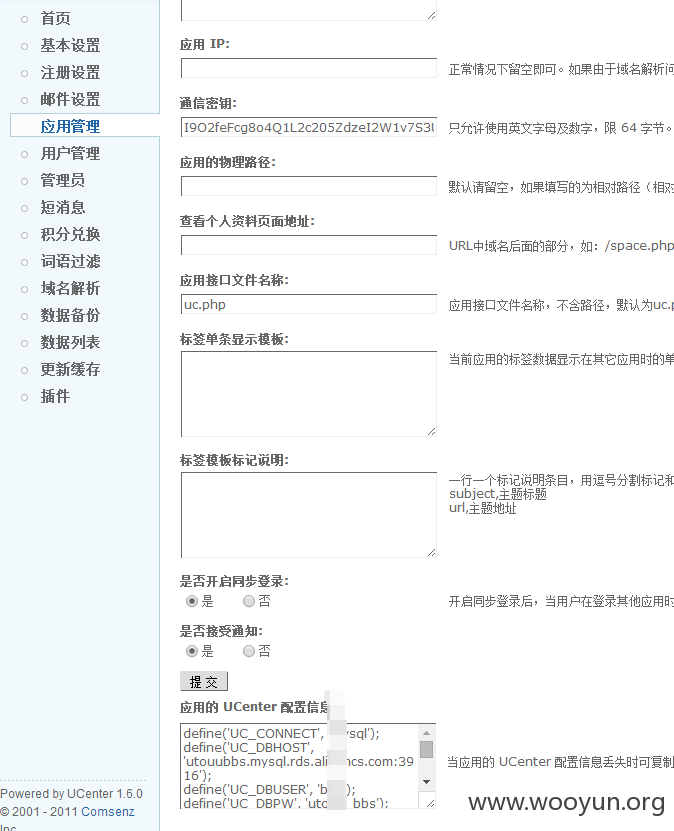 首页
基本设置
注册设置
邮件设置
应用管理
用户管理
管理员
短消息
积分兑换
词语过滤
域名解析
数据备份
数据列表
更新缓存
插件
应用 IP:
正常情况下留空即可。如果由于域名解析问
通信密钥:
I9O2feFcg8o4Q1L2c205ZdzeI2W1v7S3
只允许使用英文字母及数字，限 64 字节。
应用的物理路径:
默认请留空，如果填写的为相对路径（相对
查看个人资料页面地址:
URL中域名后面的部分，如：/space.php
应用接口文件名称:
uc.php
应用接口文件名称，不含路径，默认为uc.p
标签单条显示模板:
当前应用的标签数据显示在其它应用时的单
标签模板标记说明:
一行一个标记说明条目，用逗号分割标记和
subject,主题标题
url,主题地址
是否开启同步登录:
是 否
开启同步登录后，当用户在登录其他应用时
是否接受通知:
是 否
提 交
应用的 UCenter 配置信息
define('UC_CONNECT', ysql');
define('UC_DBHOST',
'utouubbs.mysql.rds.ali ncs.com:39
16');
define('UC_DBUSER', 'b ');
define('UC_DBPW', 'uto bbs');
当应用的 UCenter 配置信息丢失时可复制
Powered by UCenter 1.6.0
© 2001 - 2011 Comsenz
Inc.
www.wooyun.org